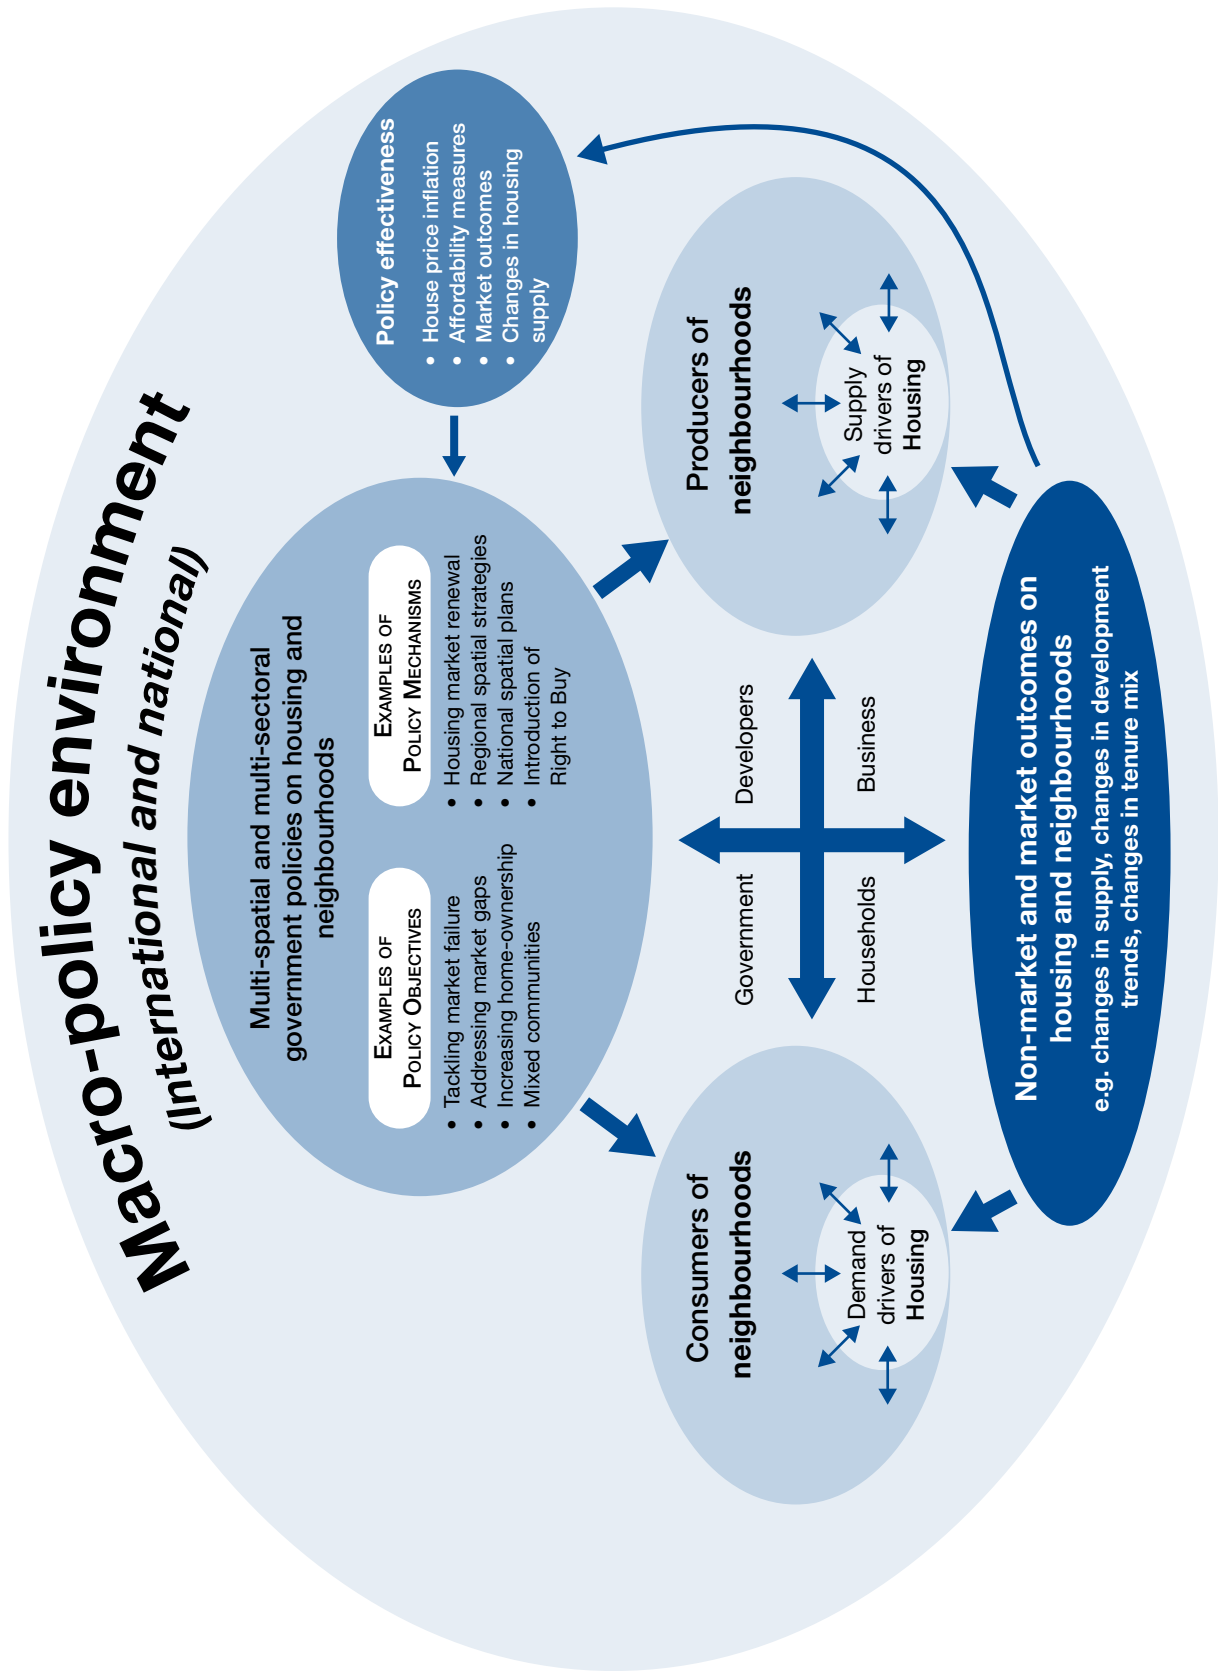 Macro-policy environment
(International and national)
Multi-spatial and multi-sectoral
government policies on housing and
neighbourhoods
EXAMPLES OF
POLICY OBJECTIVES
• Tackling market failure
• Addressing market gaps
• Increasing home-ownership
• Mixed communities
EXAMPLES OF
POLICY MECHANISMS
• Housing market renewal
• Regional spatial strategies
• National spatial plans
• Introduction of
Right to Buy
Policy effectiveness
• House price inflation
• Affordability measures
• Market outcomes
• Changes in housing
supply
Consumers of
neighbourhoods
Demand
drivers of
Housing
Government
Developers
Households
Business
Producers of
neighbourhoods
Supply
drivers of
Housing
Non-market and market outcomes on
housing and neighbourhoods
e.g. changes in supply, changes in development
trends, changes in tenure mix